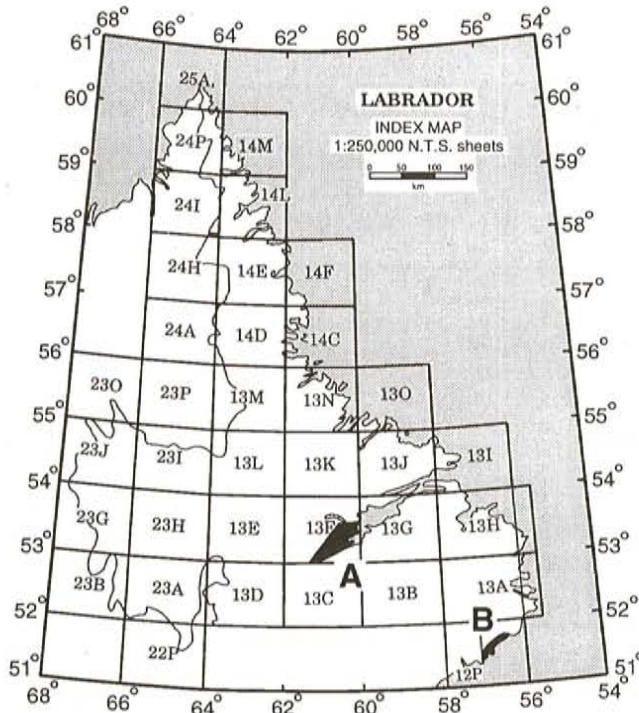 68 66 64 62 60 58 56 54
61° 61°
25A,
60° 60°
LABRADOR
INDEX MAP
1:250,000 N.T.S. sheets
0 50 100 150
km
24P 14M
59° 59°
24I 14L
58° 58°
24H 14E 14F
57° 57°
24A 14D 14C
56° 56°
23O 23P 13M 13N 13O
55° 55°
23J 23I 13L 13K 13J 13I
54° 54°
23G 23H 13E 13F 13G 13H
53° 53°
A
23B 23A 13D 13C 13B 13A
52° 52°
B
22P
12P
51° 51°
68° 66° 64° 62° 60° 58° 56° 54°